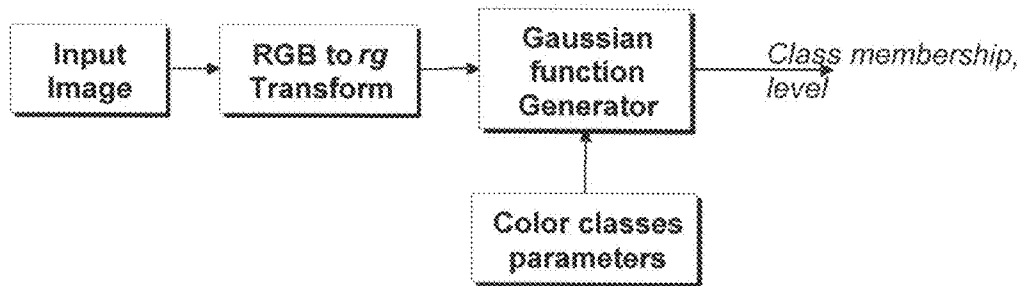 Input
Image
RGB to rg
Transform
Gaussian
function
Generator
Class membership,
level
Color classes
parameters